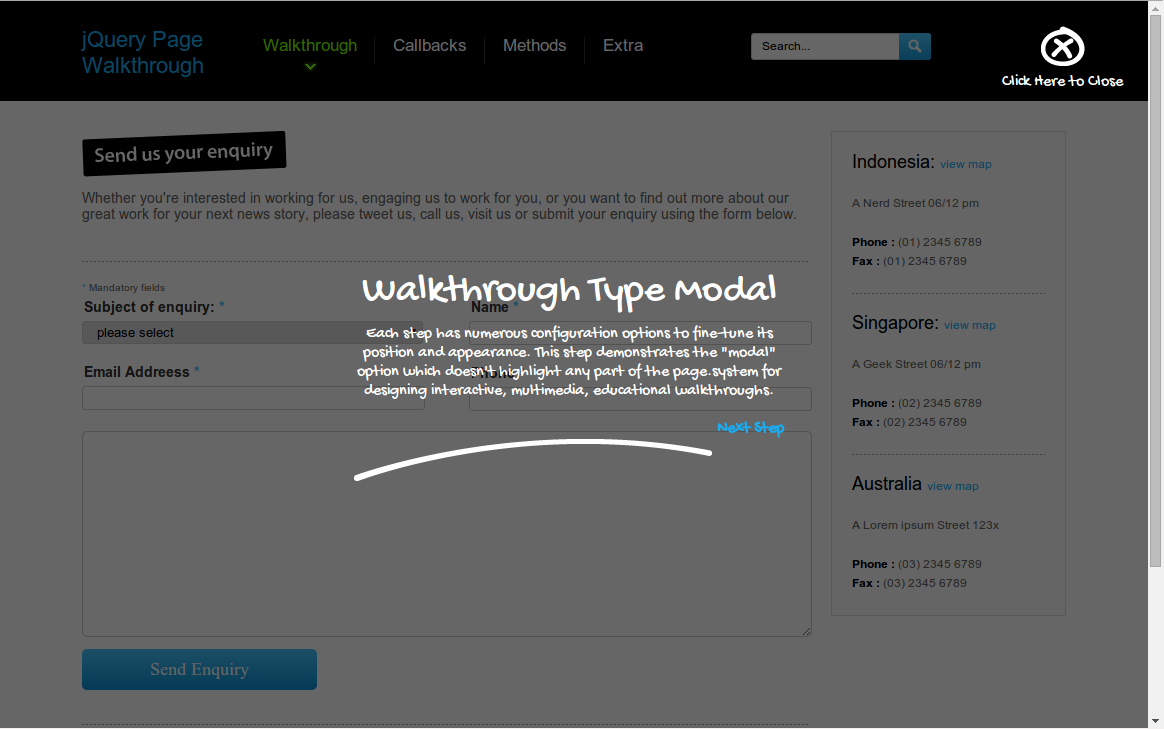 jQuery Page
Walkthrough
Walkthrough Callbacks Methods Extra
Search...
Click Here to Close
Send us your enquiry
Whether you're interested in working for us, engaging us to work for you, or you want to find out more about our
great work for your next news story, please tweet us, call us, visit us or submit your enquiry using the form below.
* Mandatory fields
Subject of enquiry: *
please select
Name *
Email Addreess *
Phone
Walkthrough Type Modal
Each step has numerous configuration options to fine-tune its
position and appearance. This step demonstrates the "modal"
option which doesn't highlight any part of the page.system for
designing interactive, multimedia, educational walkthroughs.
Next Step
Send Enquiry
Indonesia: view map
A Nerd Street 06/12 pm
Phone : (01) 2345 6789
Fax : (01) 2345 6789
Singapore: view map
A Geek Street 06/12 pm
Phone : (02) 2345 6789
Fax : (02) 2345 6789
Australia view map
A Lorem ipsum Street 123x
Phone : (03) 2345 6789
Fax : (03) 2345 6789